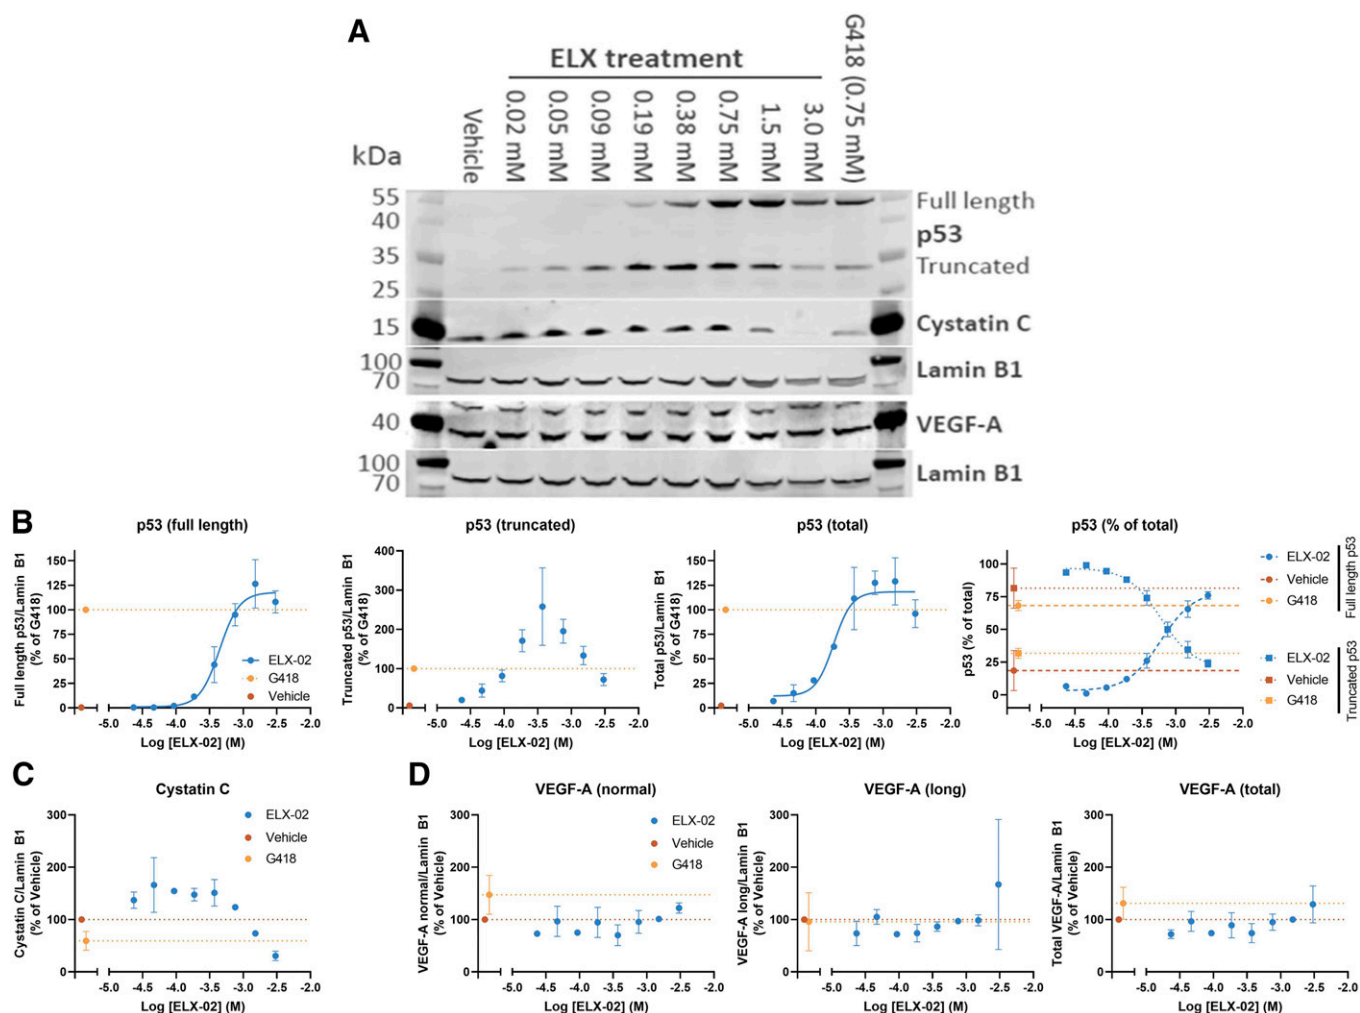 A
ELX treatment
kDa
Vehicle
0.02 mM
0.05 mM
0.09 mM
0.19 mM
0.38 mM
0.75 mM
1.5 mM
3.0 mM
G418 (0.75 mM)
55
40
35
25
Full length
p53
Truncated
15
Cystatin C
100
70
Lamin B1
40
VEGF-A
100
70
Lamin B1
B
p53 (full length)
Full length p53/Lamin B1
(% of G418)
150
125
100
75
50
25
0
ELX-02
G418
Vehicle
-5.0 -4.5 -4.0 -3.5 -3.0 -2.5 -2.0
Log [ELX-02] (M)
p53 (truncated)
Truncated p53/Lamin B1
(% of G418)
400
300
200
100
0
-5.0 -4.5 -4.0 -3.5 -3.0 -2.5 -2.0
Log [ELX-02] (M)
p53 (total)
Total p53/Lamin B1
(% of G418)
150
125
100
75
50
25
0
-5.0 -4.5 -4.0 -3.5 -3.0 -2.5 -2.0
Log [ELX-02] (M)
p53 (% of total)
p53 (% of total)
100
75
50
25
0
-5.0 -4.5 -4.0 -3.5 -3.0 -2.5 -2.0
Log [ELX-02] (M)
ELX-02
Vehicle
G418
Full length p53
ELX-02
Vehicle
G418
Truncated p53
C
Cystatin C
Cystatin C/Lamin B1
(% of Vehicle)
300
200
100
0
ELX-02
Vehicle
G418
-5.0 -4.5 -4.0 -3.5 -3.0 -2.5 -2.0
Log [ELX-02] (M)
D
VEGF-A (normal)
VEGF-A normal/Lamin B1
(% of Vehicle)
300
200
100
0
ELX-02
Vehicle
G418
-5.0 -4.5 -4.0 -3.5 -3.0 -2.5 -2.0
Log [ELX-02] (M)
VEGF-A (long)
VEGF-A long/Lamin B1
(% of Vehicle)
300
200
100
0
-5.0 -4.5 -4.0 -3.5 -3.0 -2.5 -2.0
Log [ELX-02] (M)
VEGF-A (total)
Total VEGF-A/Lamin B1
(% of Vehicle)
300
200
100
0
-5.0 -4.5 -4.0 -3.5 -3.0 -2.5 -2.0
Log [ELX-02] (M)